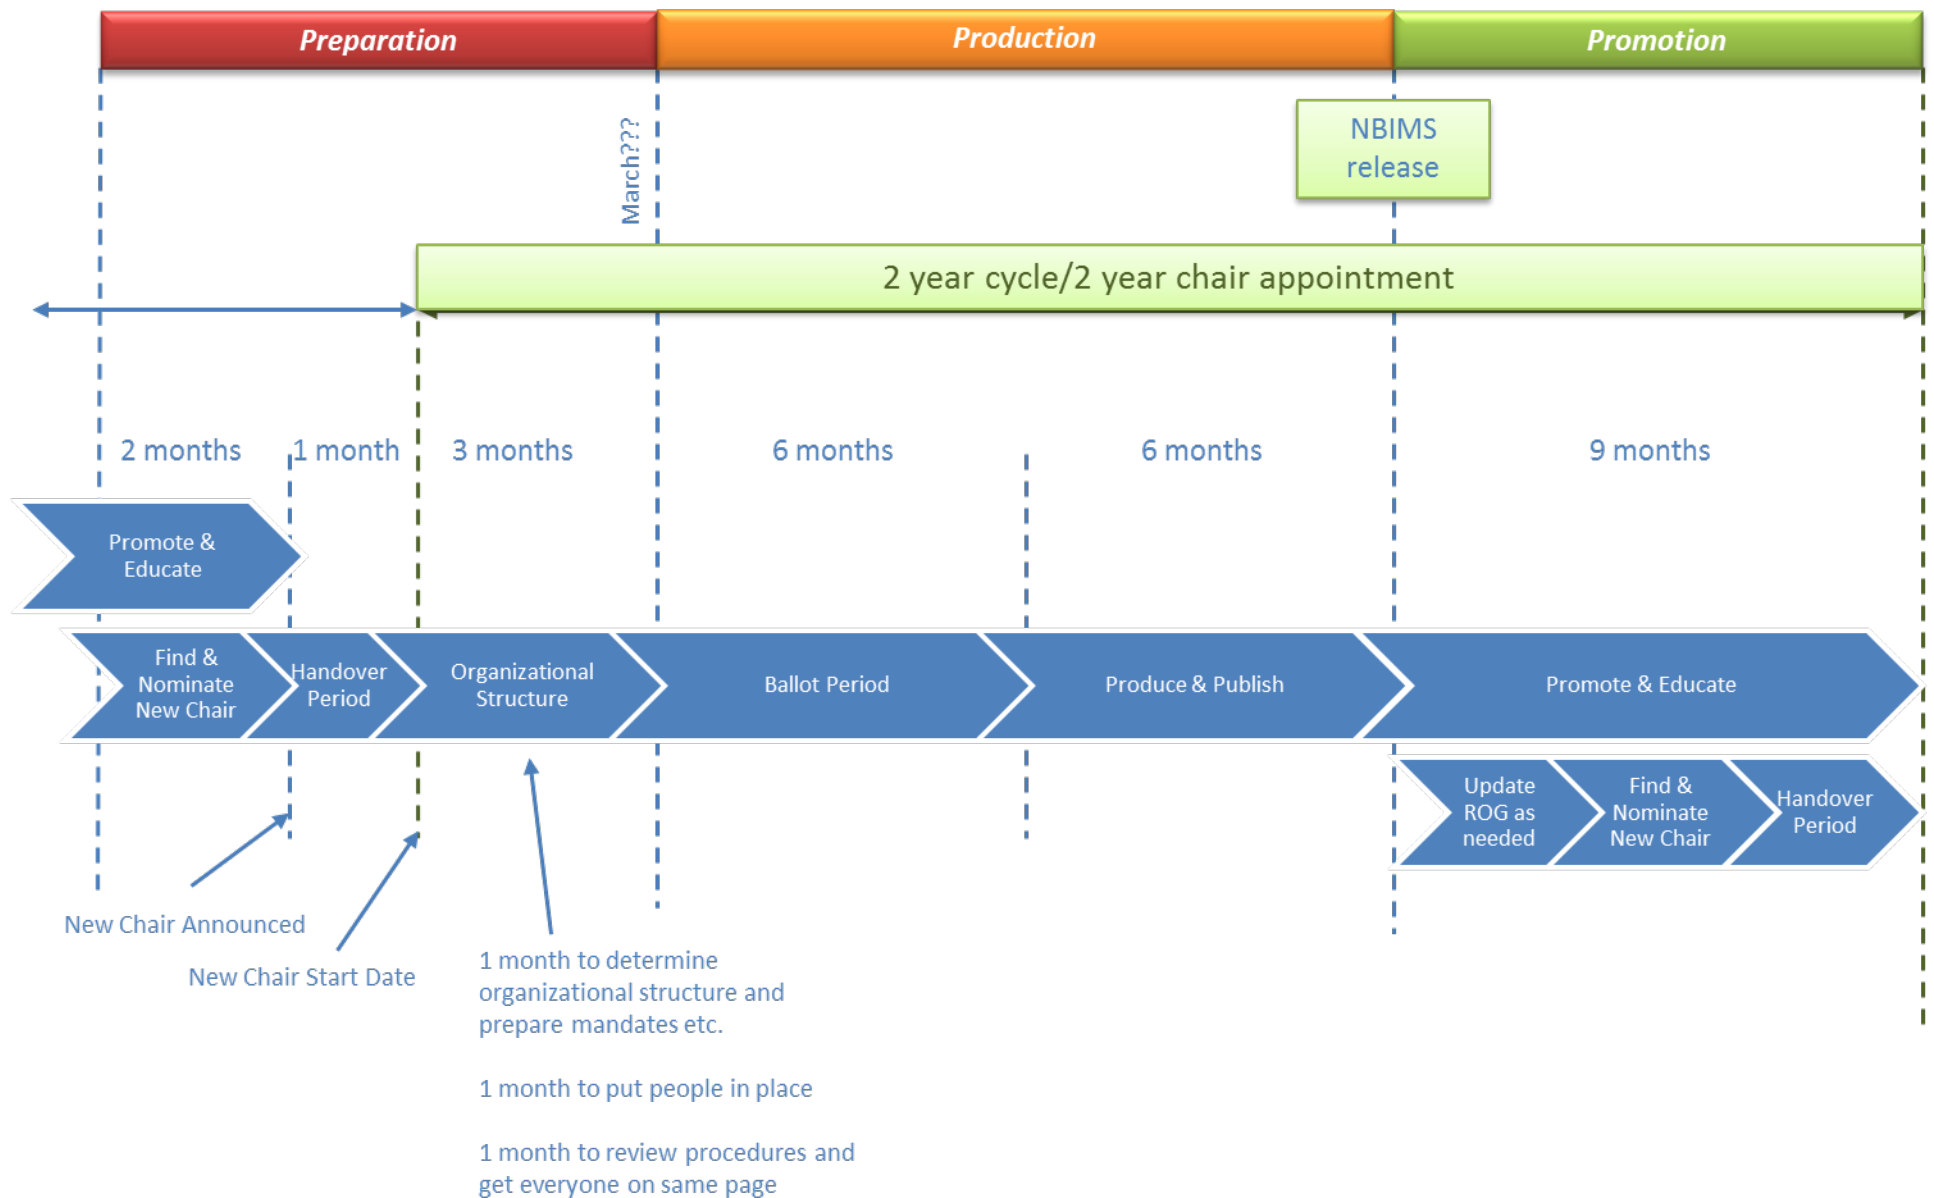 Preparation
Production
Promotion
March???
NBIMS
release
2 year cycle/2 year chair appointment
2 months
1 month
3 months
6 months
6 months
9 months
Promote &
Educate
Find &
Nominate
New Chair
Handover
Period
Organizational
Structure
Ballot Period
Produce & Publish
Promote & Educate
Update
ROG as
needed
Find &
Nominate
New Chair
Handover
Period
New Chair Announced
New Chair Start Date
1 month to determine
organizational structure and
prepare mandates etc.
1 month to put people in place
1 month to review procedures and
get everyone on same page